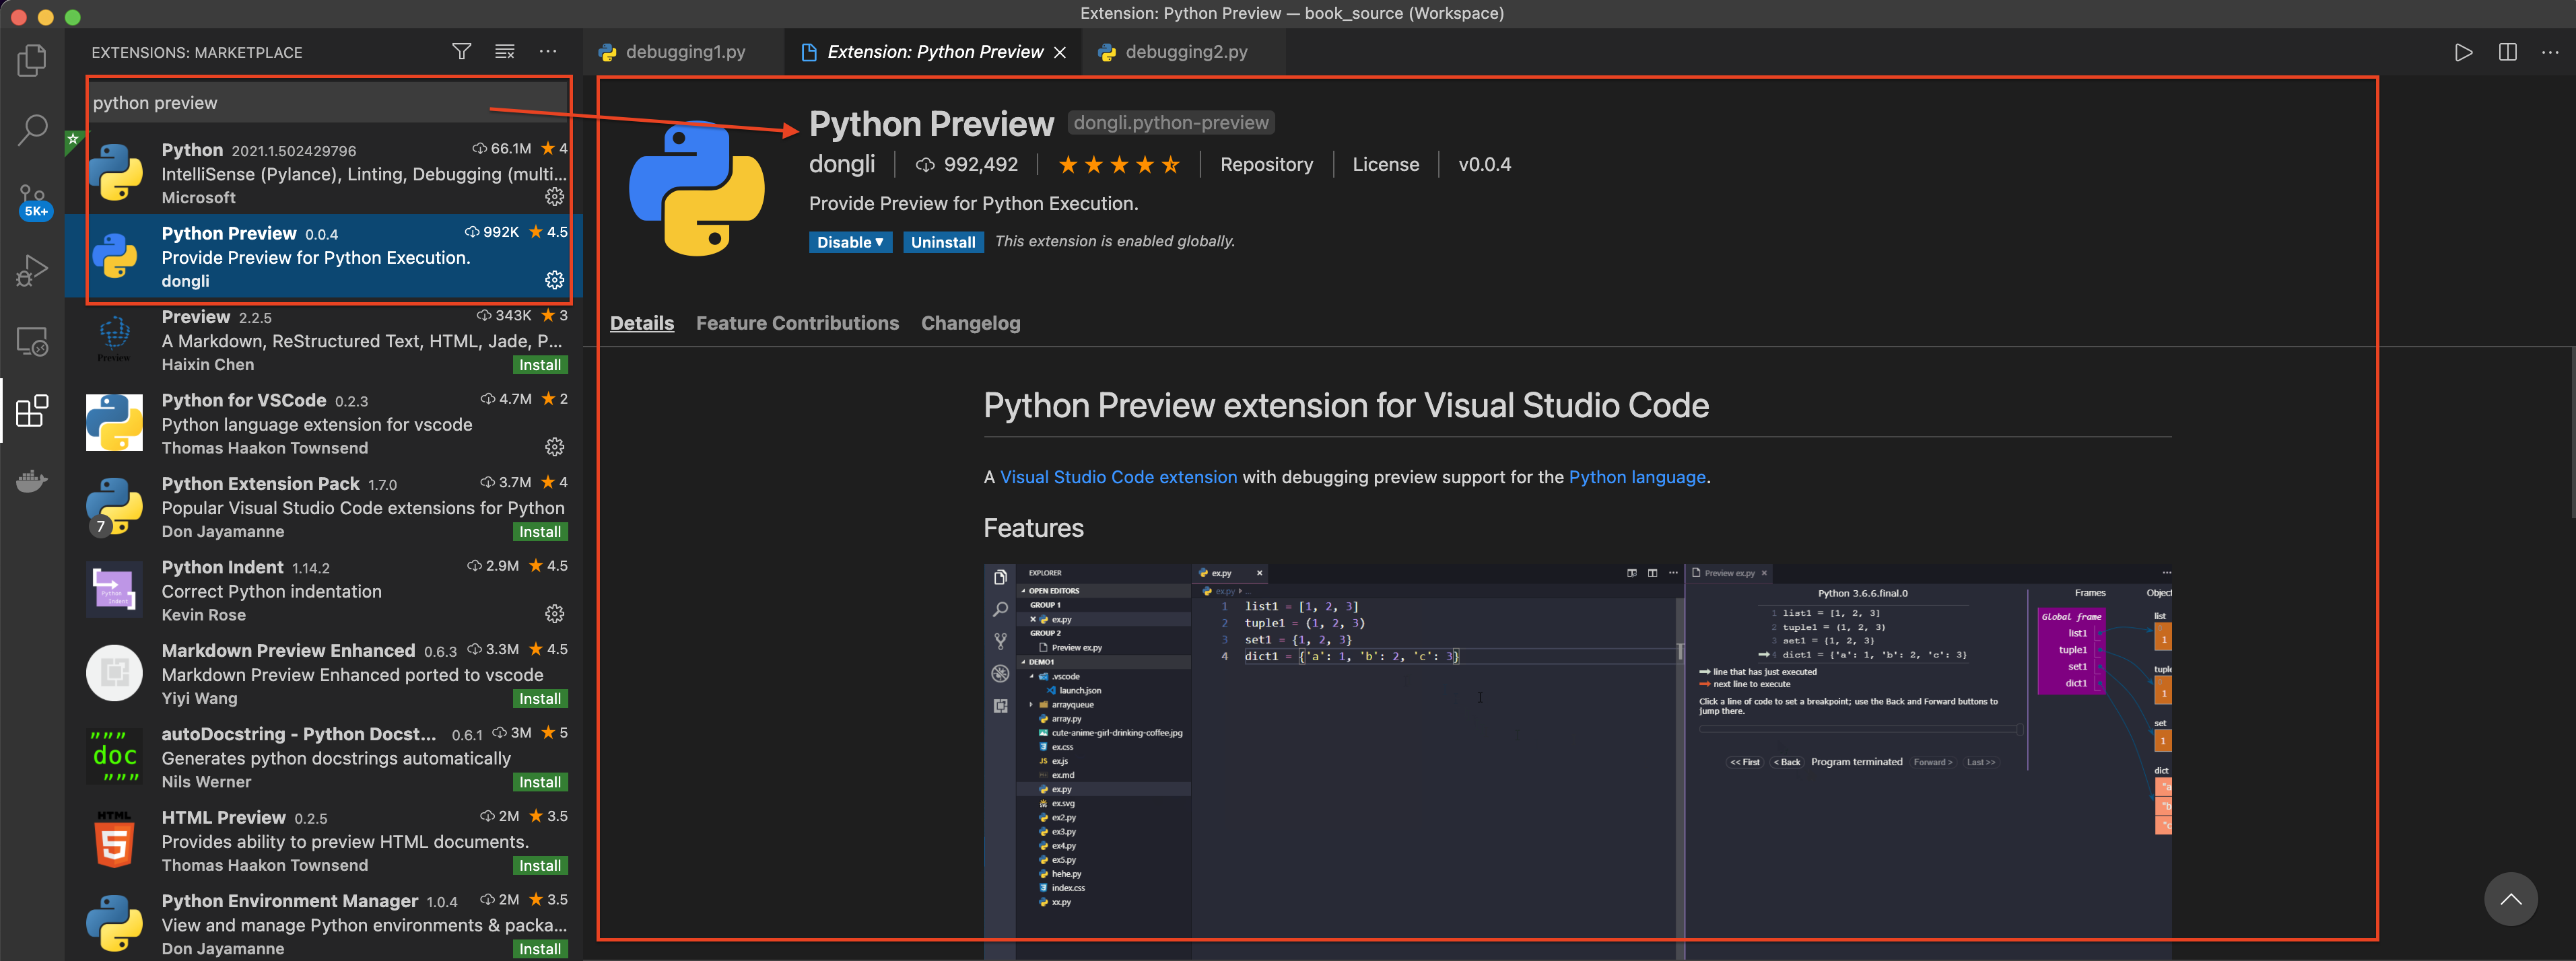 Extension: Python Preview — book_source (Workspace)
EXTENSIONS: MARKETPLACE
python preview
5K+
Python 2021.1.502429796 66.1M 4
IntelliSense (Pylance), Linting, Debugging (multi...
Microsoft
Python Preview 0.0.4 992K 4.5
Provide Preview for Python Execution.
dongli
Preview 2.2.5 343K 3
A Markdown, ReStructured Text, HTML, Jade, P...
Preview
Haixin Chen Install
Python for VSCode 0.2.3 4.7M 2
Python language extension for vscode
Thomas Haakon Townsend
Python Extension Pack 1.7.0 3.7M 4
Popular Visual Studio Code extensions for Python
7
Don Jayamanne Install
Python Indent 1.14.2 2.9M 4.5
Correct Python indentation
Python
Indent
Kevin Rose
Markdown Preview Enhanced 0.6.3 3.3M 4.5
Markdown Preview Enhanced ported to vscode
Yiyi Wang Install
autoDocstring - Python Docst... 0.6.1 3M 5
Generates python docstrings automatically
"""
doc
"""
Nils Werner Install
HTML
5
HTML Preview 0.2.5 2M 3.5
Provides ability to preview HTML documents.
Thomas Haakon Townsend Install
Python Environment Manager 1.0.4 2M 3.5
View and manage Python environments & packa...
Don Jayamanne Install
debugging1.py
Extension: Python Preview
debugging2.py
Python Preview dongli.python-preview
dongli 992,492 Repository License v0.0.4
Provide Preview for Python Execution.
Disable Uninstall This extension is enabled globally.
Details Feature Contributions Changelog
Python Preview extension for Visual Studio Code
A Visual Studio Code extension with debugging preview support for the Python language.
Features
EXPLORER
OPEN EDITORS
GROUP 1
ex.py
GROUP 2
Preview ex.py
DEMO1
.vscode
launch.json
arrayqueue
array.py
cute-anime-girl-drinking-coffee.jpg
ex.css
JS ex.js
ex.md
ex.py
ex.svg
ex2.py
ex3.py
ex4.py
ex5.py
hehe.py
index.css
xx.py
ex.py
ex.py ...
1 list1 = [1, 2, 3]
2 tuple1 = (1, 2, 3)
3 set1 = {1, 2, 3}
4 dict1 = {'a': 1, 'b': 2, 'c': 3}
Preview ex.py
Python 3.6.6.final.0
1 list1 = [1, 2, 3]
2 tuple1 = (1, 2, 3)
3 set1 = {1, 2, 3}
4 dict1 = {'a': 1, 'b': 2, 'c': 3}
line that has just executed
next line to execute
Click a line of code to set a breakpoint; use the Back and Forward buttons to
jump there.
<< First < Back Program terminated Forward > Last >>
Frames Object
Global frame
list1
tuple1
set1
dict1
list
1
tuple
1
set
1
dict
"a
"b
"c